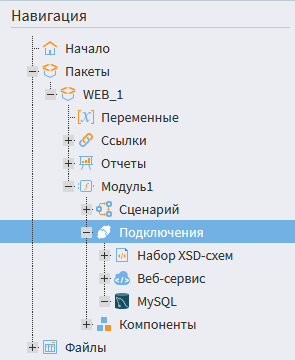 Навигация
Начало
Пакеты
WEB_1
Переменные
Ссылки
Отчеты
Модуль1
Сценарий
Подключения
Набор XSD-схем
Веб-сервис
MySQL
Компоненты
Файлы